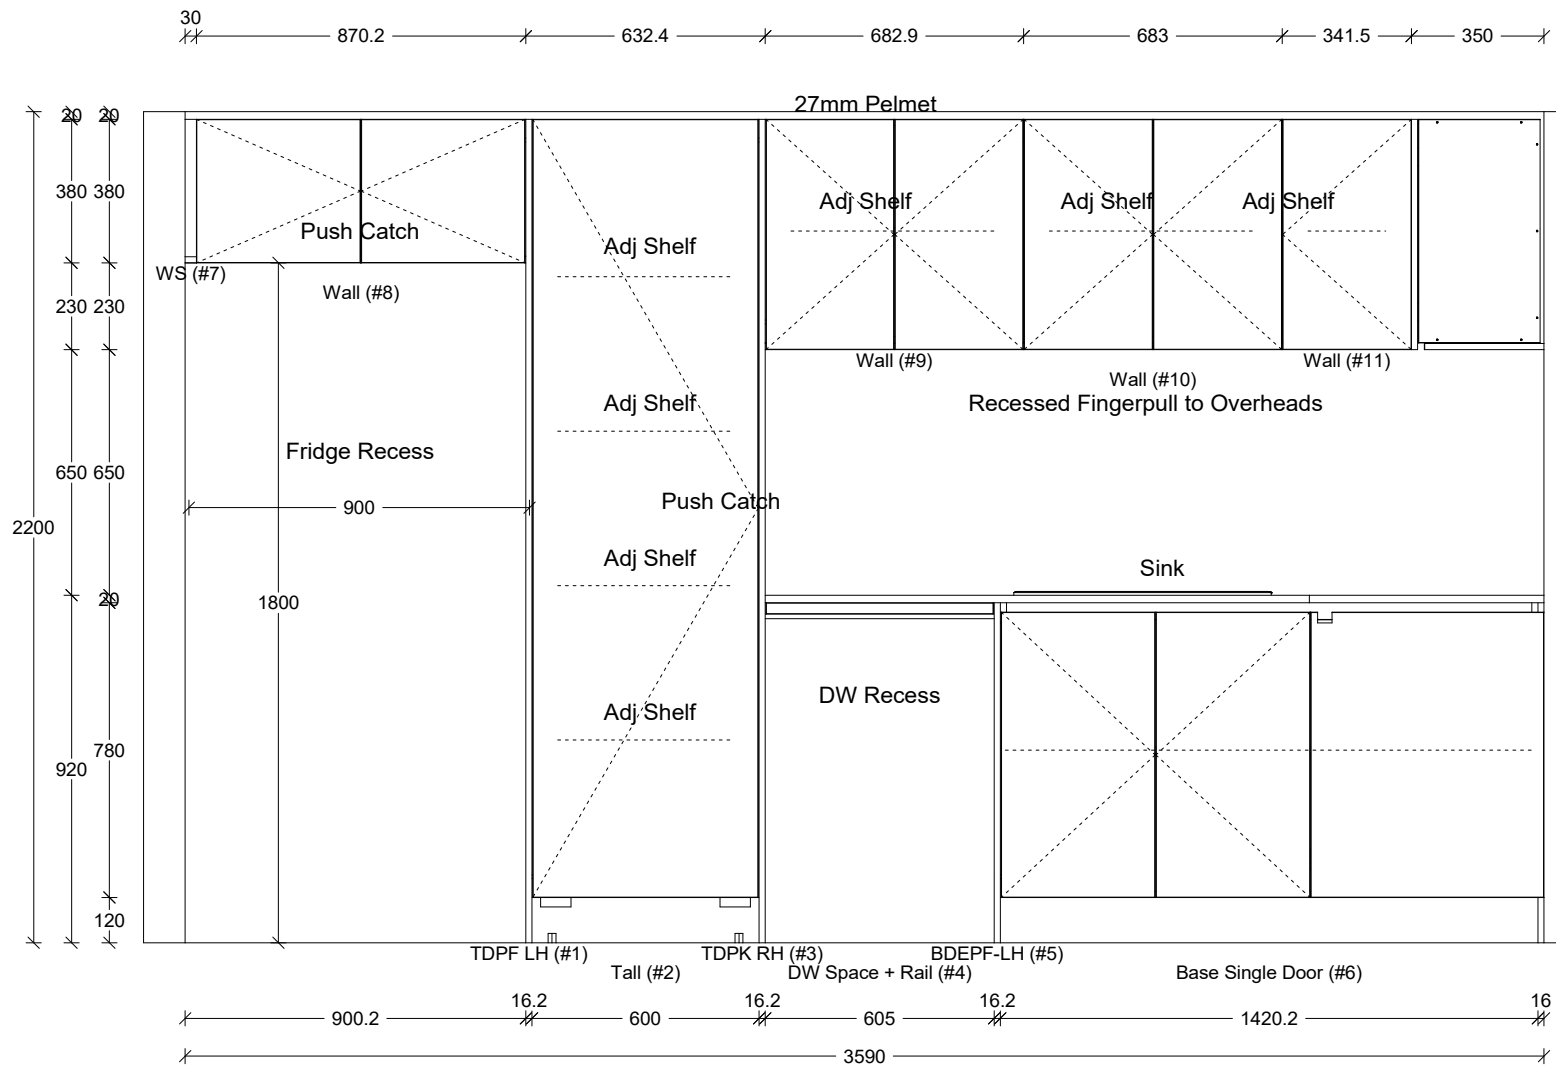 30
870.2
632.4
682.9
683
341.5
350
27mm Pelmet
20
20
380
380
Adj Shelf
Adj Shelf
Adj Shelf
Push Catch
Adj Shelf
WS (#7)
Wall (#8)
230
230
Wall (#9)
Wall (#10)
Wall (#11)
Adj Shelf
Recessed Fingerpull to Overheads
Fridge Recess
650
650
Push Catch
900
2200
Adj Shelf
Sink
1800
20
DW Recess
Adj Shelf
780
920
120
TDPF LH (#1)
TDPK RH (#3)
BDEPF-LH (#5)
Tall (#2)
DW Space + Rail (#4)
Base Single Door (#6)
16.2
16.2
16.2
16
900.2
600
605
1420.2
3590